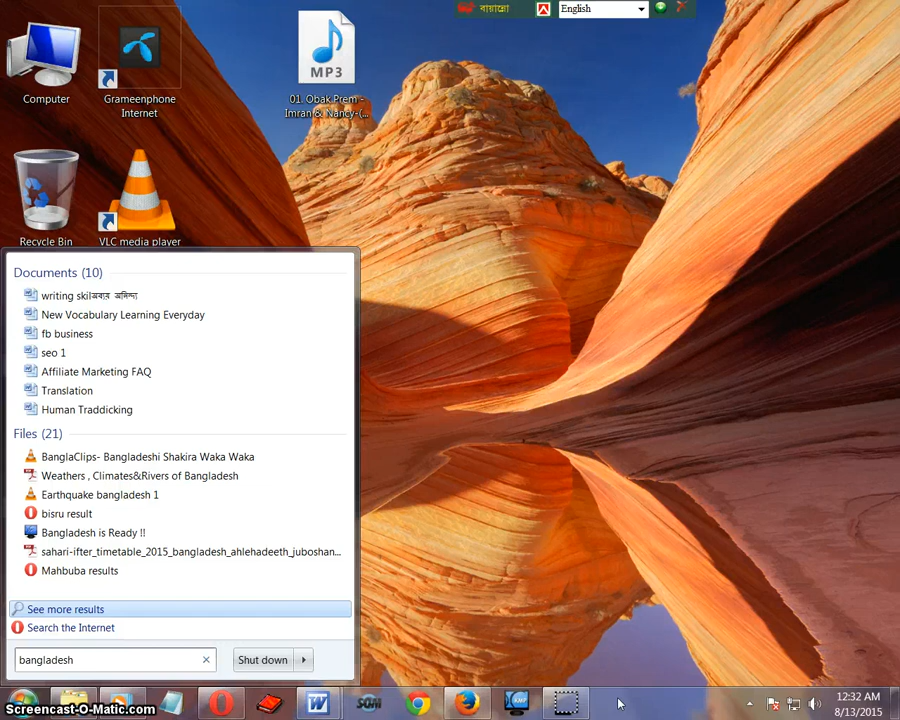 বায়ান্নো
English
Computer
Grameenphone
Internet
MP3
01. Obak Prem -
Imran & Nancy-(...
Recycle Bin
VLC media player
Documents (10)
writing skil
New Vocabulary Learning Everyday
fb business
seo 1
Affiliate Marketing FAQ
Translation
Human Traddicking
Files (21)
BanglaClips- Bangladeshi Shakira Waka Waka
Weathers , Climates&Rivers of Bangladesh
Earthquake bangladesh 1
bisru result
Bangladesh is Ready !!
sahari-ifter_timetable_2015_bangladesh_ahlehadeeth_juboshan...
Mahbuba results
See more results
Search the Internet
bangladesh
Shut down
SQM
KMP
12:32 AM
8/13/2015
Screencast-O-Matic.com